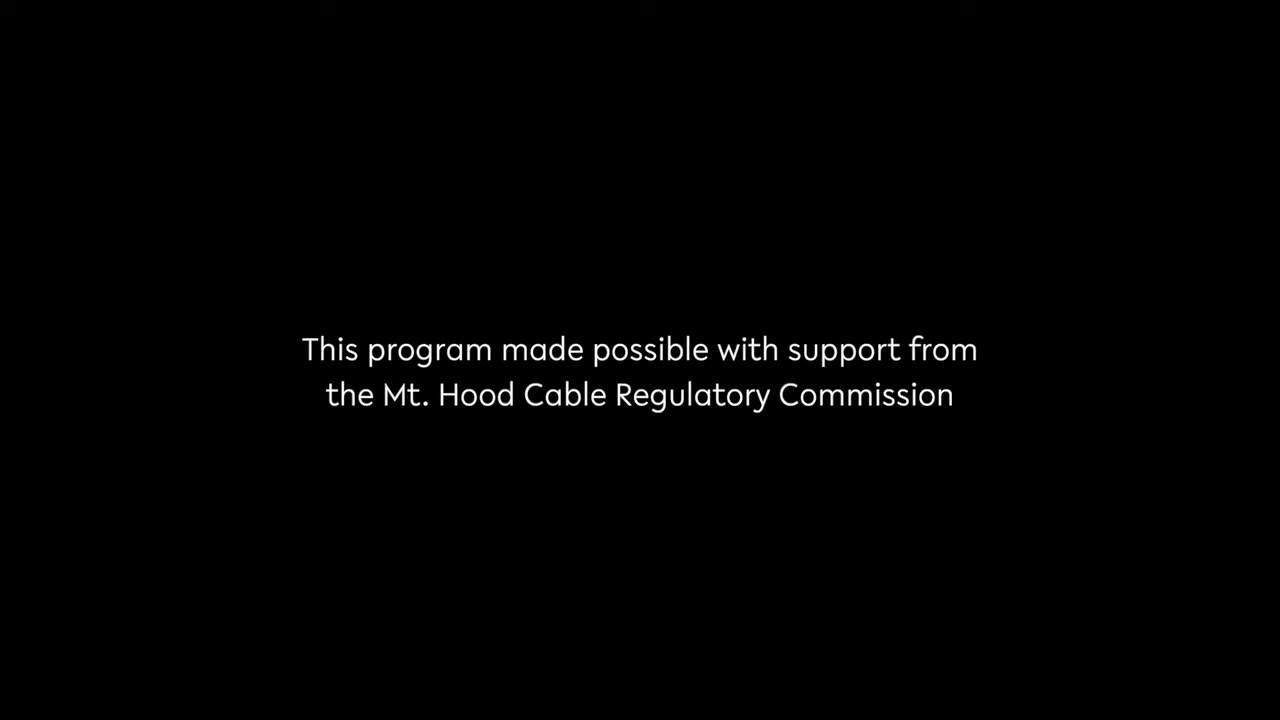 This program made possible with support from
the Mt. Hood Cable Regulatory Commission